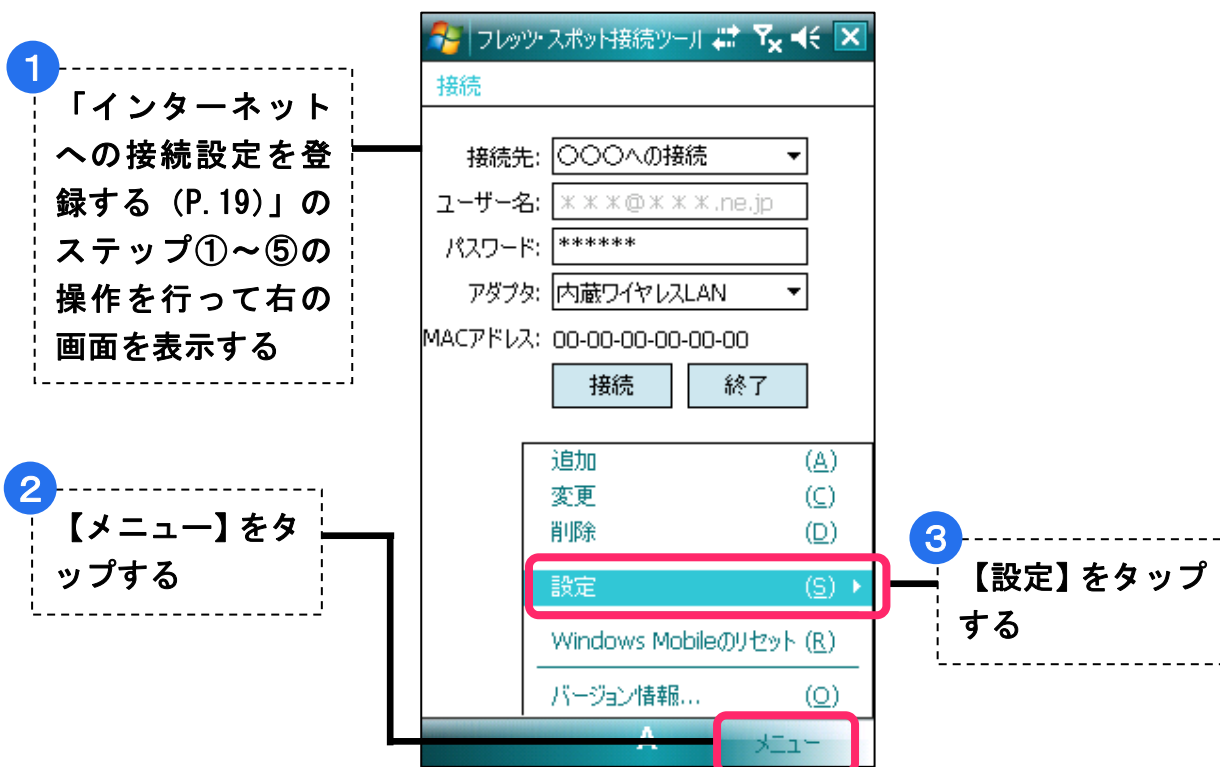 1
「インターネット
への接続設定を登
録する（P.19）」の
ステップ①～⑤の
操作を行って右の
画面を表示する
フレッツ・スポット接続ツール
接続
接続先: 〇〇〇への接続
ユーザー名: ＊＊＊@＊＊＊.ne.jp
パスワード: ******
アダプタ: 内蔵ワイヤレスLAN
MACアドレス: 00-00-00-00-00-00
接続 終了
2
【メニュー】をタ
ップする
追加 (A)
変更 (C)
削除 (D)
設定 (S)
Windows Mobileのリセット (R)
バージョン情報... (O)
A メニュー
3
【設定】をタップ
する